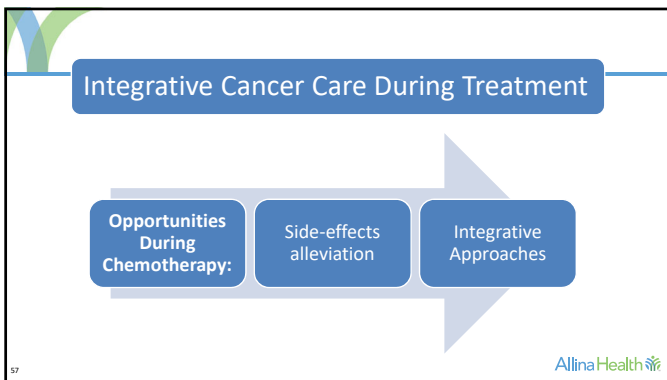 Integrative Cancer Care During Treatment
Opportunities
During
Chemotherapy:
Side-effects
alleviation
Integrative
Approaches
57
AllinaHealth